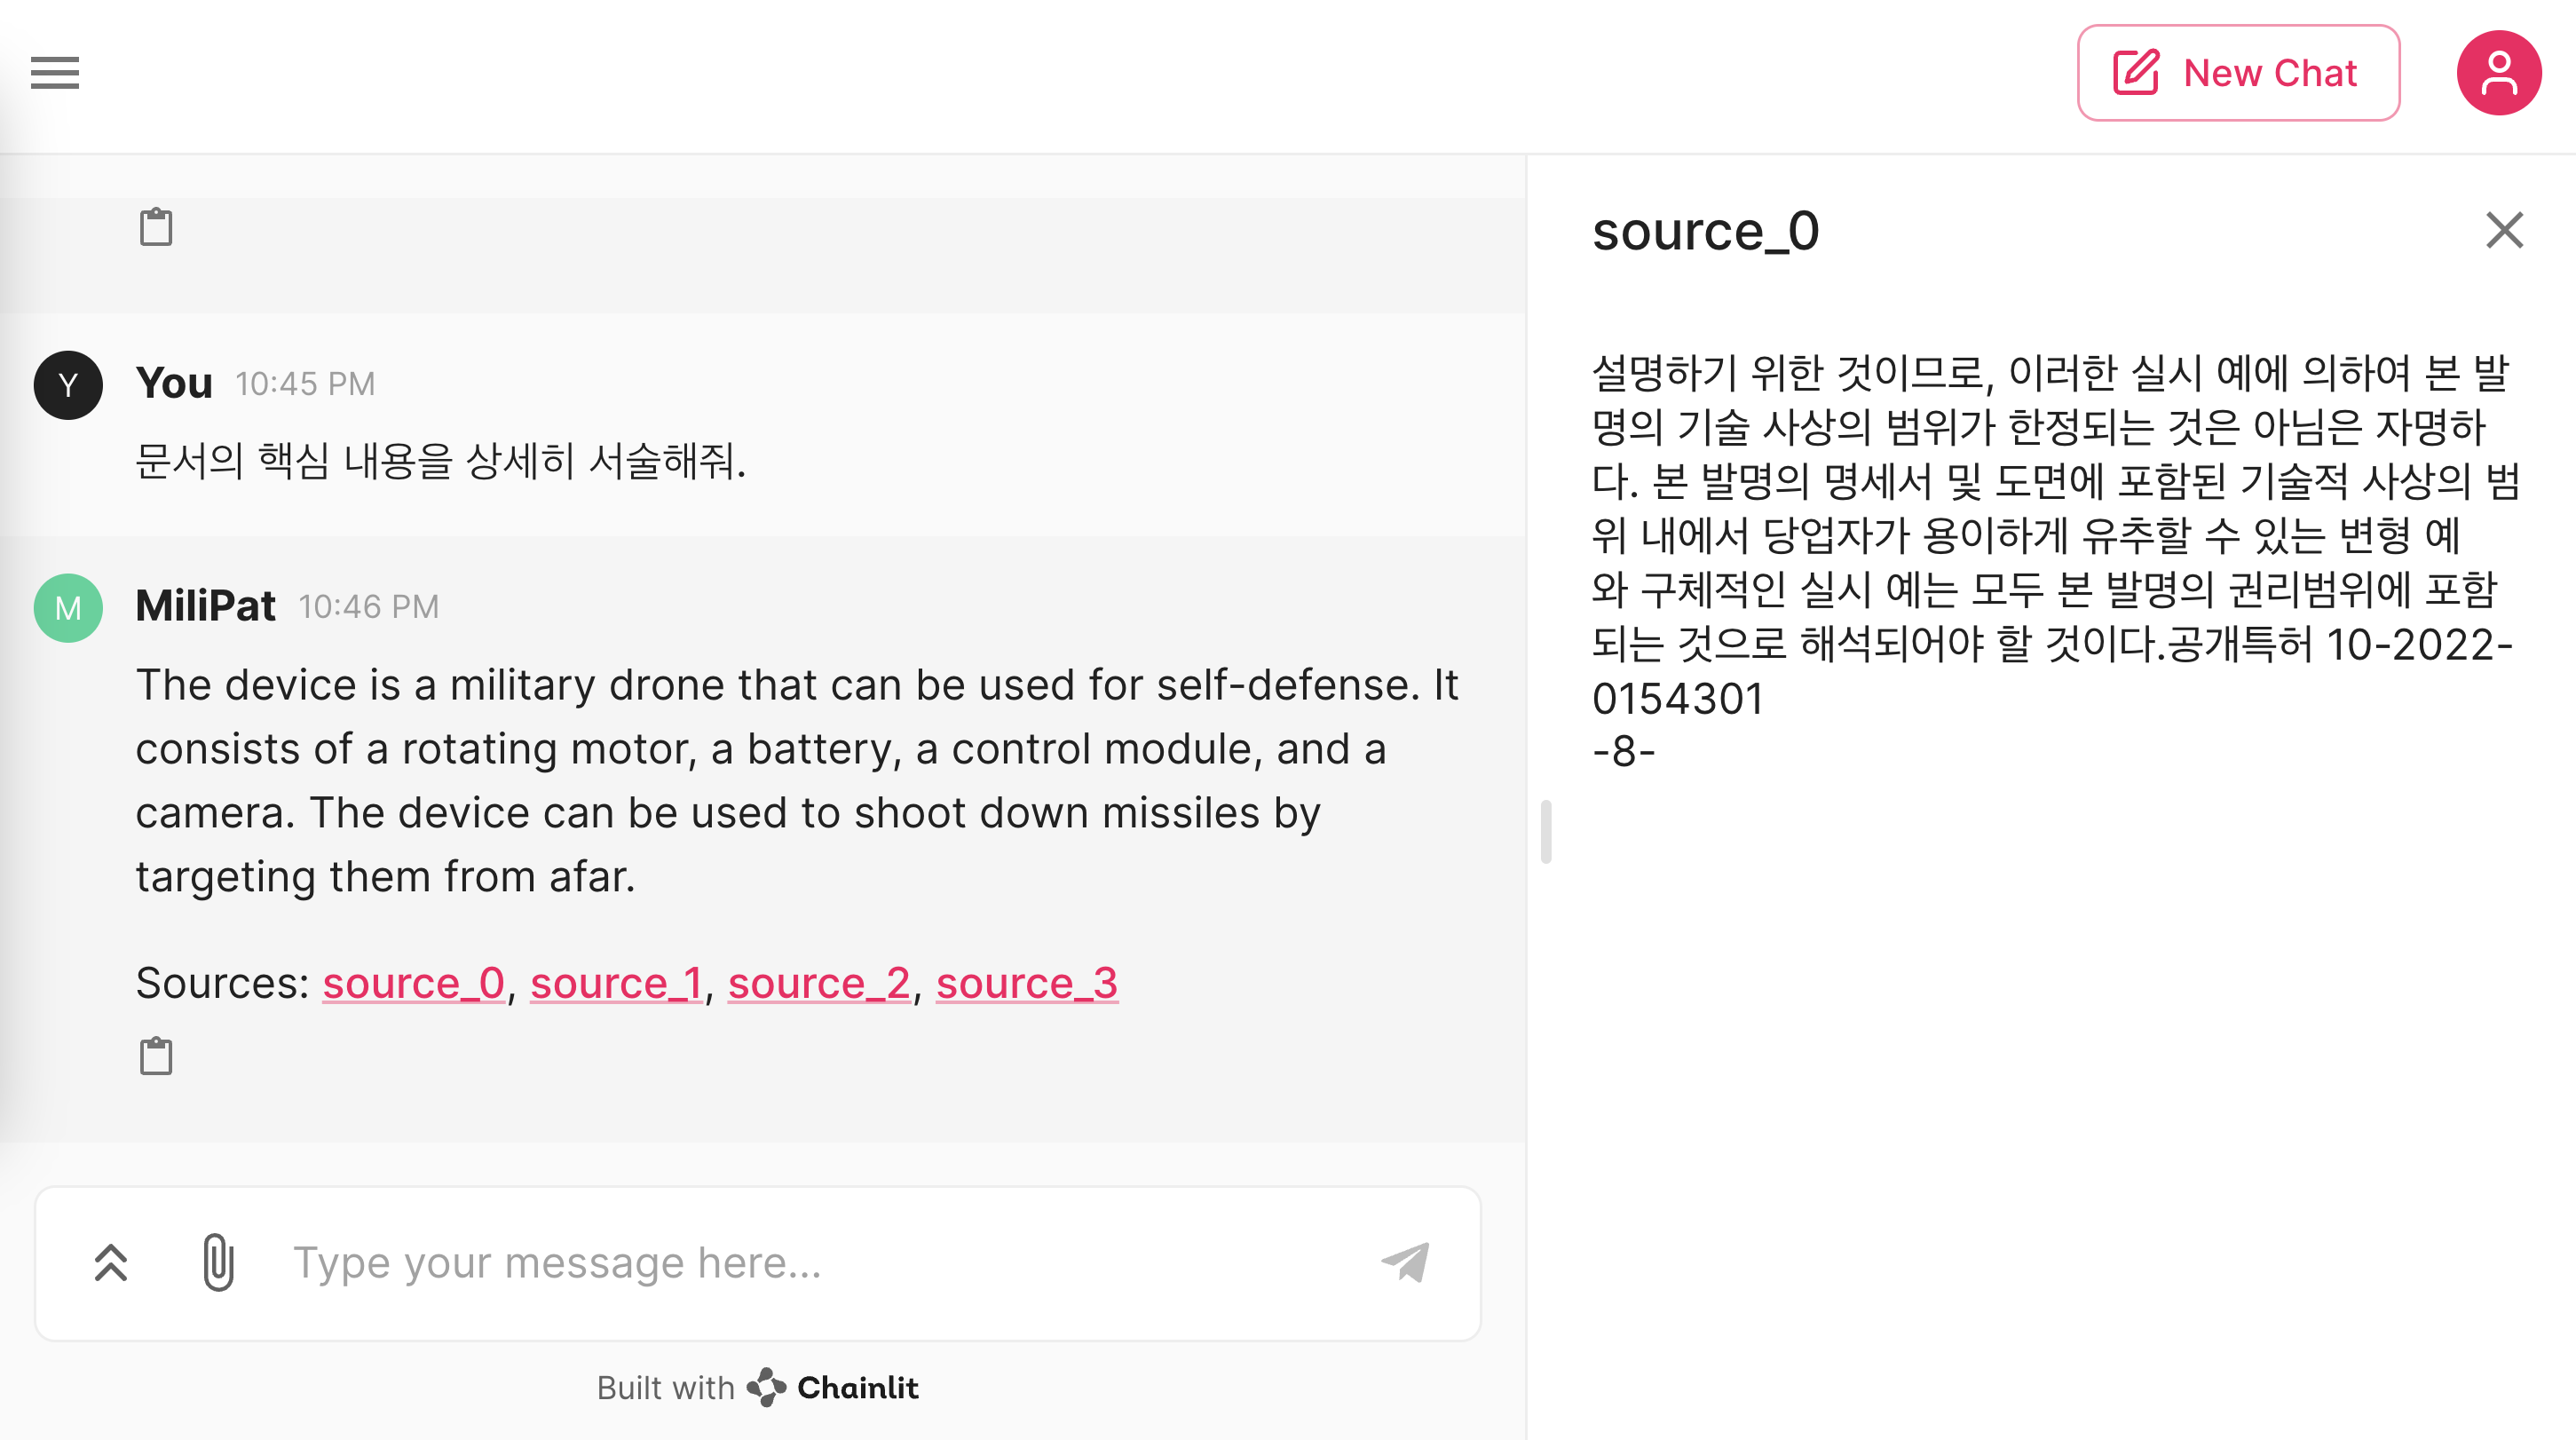 New Chat
You 10:45 PM
Y
문서의 핵심 내용을 상세히 서술해줘.
MiliPat 10:46 PM
M
The device is a military drone that can be used for self-defense. It
consists of a rotating motor, a battery, a control module, and a
camera. The device can be used to shoot down missiles by
targeting them from afar.
Sources: source_0, source_1, source_2, source_3
Type your message here...
Built with Chainlit
source_0
설명하기 위한 것이므로, 이러한 실시 예에 의하여 본 발
명의 기술 사상의 범위가 한정되는 것은 아님은 자명하
다. 본 발명의 명세서 및 도면에 포함된 기술적 사상의 범
위 내에서 당업자가 용이하게 유추할 수 있는 변형 예
와 구체적인 실시 예는 모두 본 발명의 권리범위에 포함
되는 것으로 해석되어야 할 것이다.공개특허 10-2022-
0154301
-8-